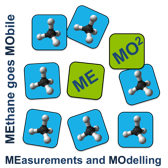 MEthane goes MObile
ME
MO²
MEasurements and MOdelling